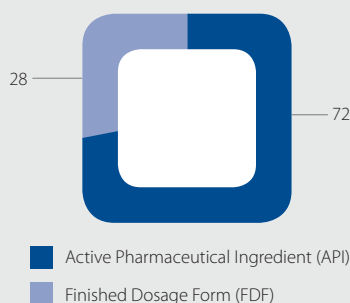 28
72
Active Pharmaceutical Ingredient (API)
Finished Dosage Form (FDF)